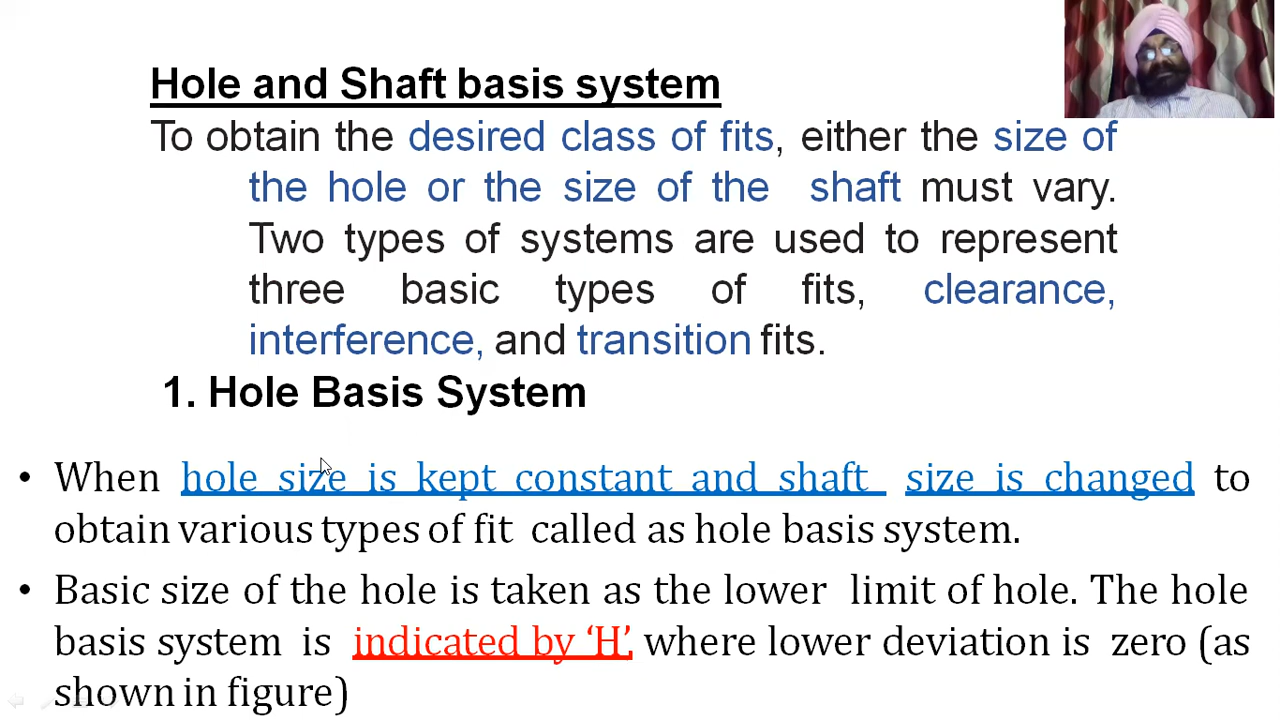 Hole and Shaft basis system
To obtain the desired class of fits, either the size of
the hole or the size of the shaft must vary.
Two types of systems are used to represent
three basic types of fits, clearance,
interference, and transition fits.
1. Hole Basis System
• When hole size is kept constant and shaft size is changed to
obtain various types of fit called as hole basis system.
• Basic size of the hole is taken as the lower limit of hole. The hole
basis system is indicated by ‘H’, where lower deviation is zero (as
shown in figure)